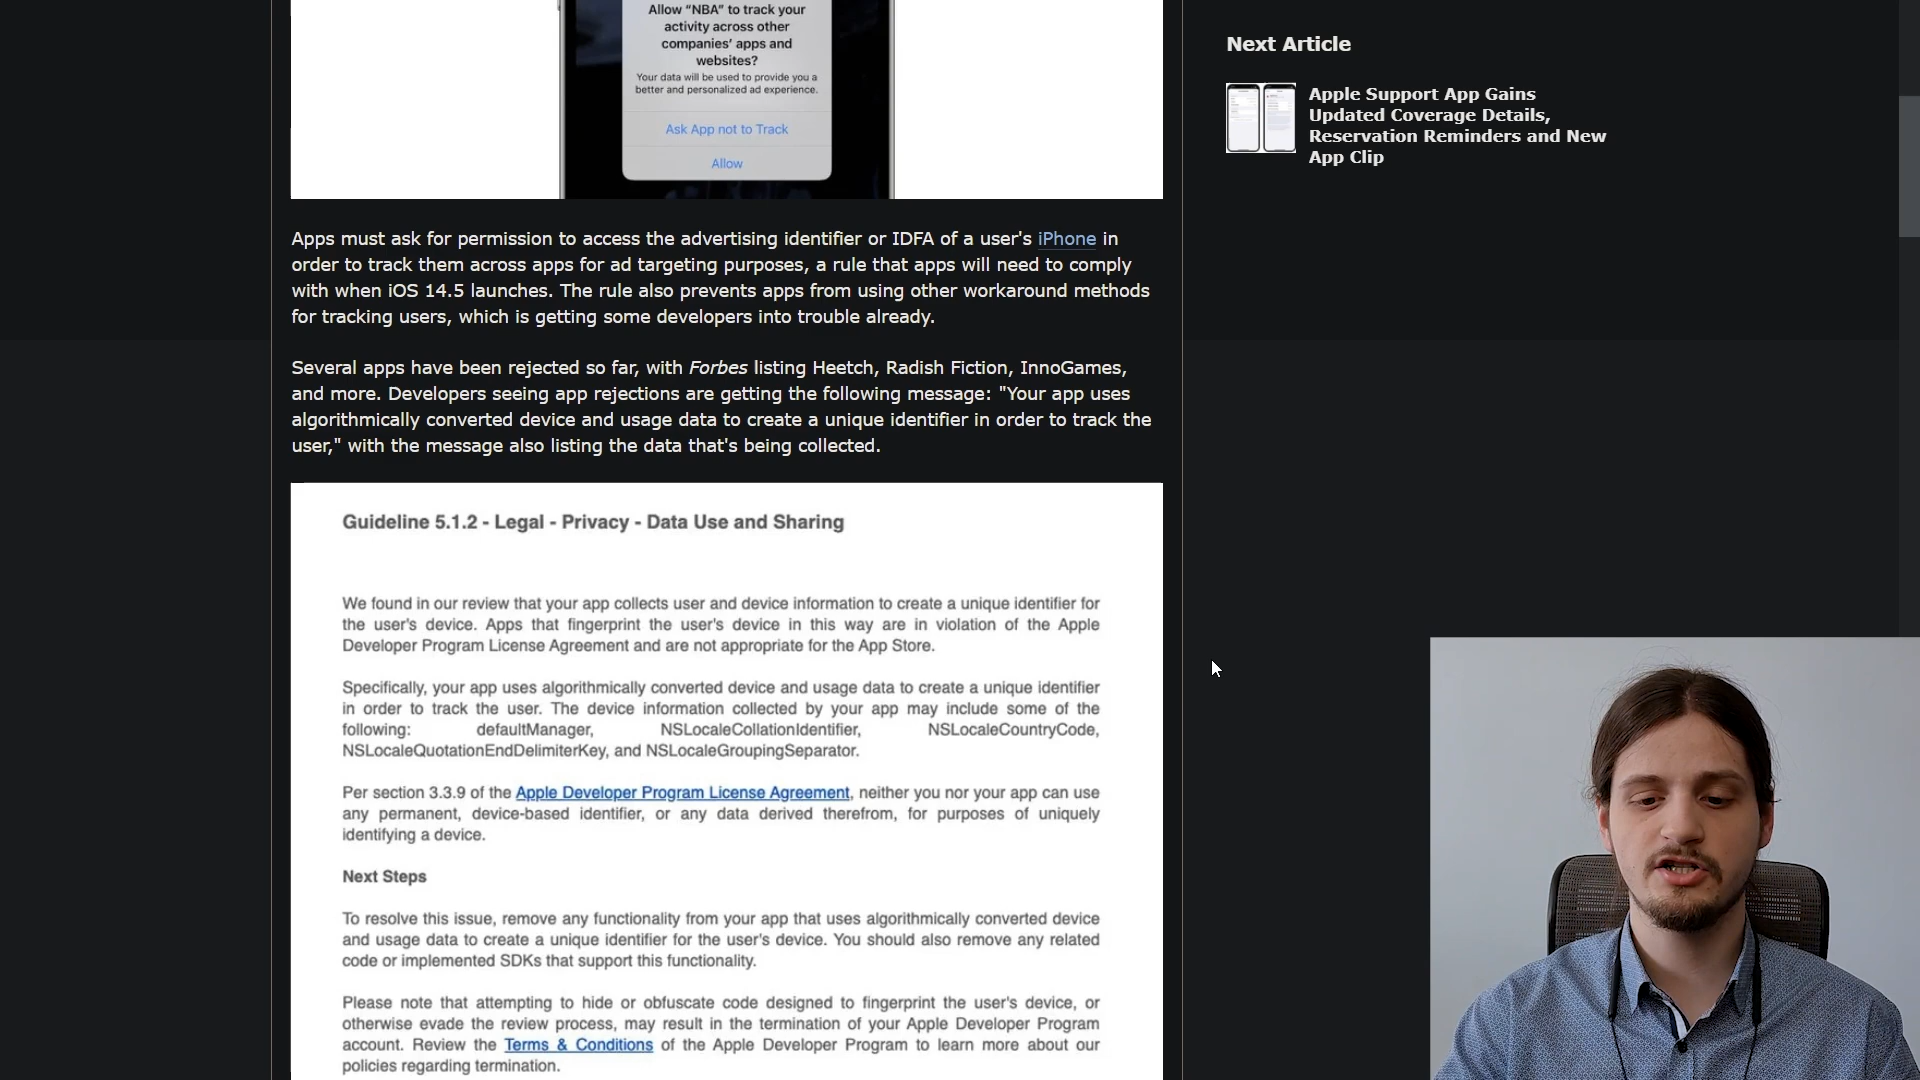 Allow “NBA” to track your
activity across other
companies’ apps and
websites?
Your data will be used to provide you a
better and personalized ad experience.
Ask App not to Track
Allow
Apps must ask for permission to access the advertising identifier or IDFA of a user's iPhone in
order to track them across apps for ad targeting purposes, a rule that apps will need to comply
with when iOS 14.5 launches. The rule also prevents apps from using other workaround methods
for tracking users, which is getting some developers into trouble already.
Several apps have been rejected so far, with Forbes listing Heetch, Radish Fiction, InnoGames,
and more. Developers seeing app rejections are getting the following message: "Your app uses
algorithmically converted device and usage data to create a unique identifier in order to track the
user," with the message also listing the data that's being collected.
Guideline 5.1.2 - Legal - Privacy - Data Use and Sharing
We found in our review that your app collects user and device information to create a unique identifier for
the user's device. Apps that fingerprint the user's device in this way are in violation of the Apple
Developer Program License Agreement and are not appropriate for the App Store.
Specifically, your app uses algorithmically converted device and usage data to create a unique identifier
in order to track the user. The device information collected by your app may include some of the
following: defaultManager, NSLocaleCollationIdentifier, NSLocaleCountryCode,
NSLocaleQuotationEndDelimiterKey, and NSLocaleGroupingSeparator.
Per section 3.3.9 of the Apple Developer Program License Agreement, neither you nor your app can use
any permanent, device-based identifier, or any data derived therefrom, for purposes of uniquely
identifying a device.
Next Steps
To resolve this issue, remove any functionality from your app that uses algorithmically converted device
and usage data to create a unique identifier for the user's device. You should also remove any related
code or implemented SDKs that support this functionality.
Please note that attempting to hide or obfuscate code designed to fingerprint the user's device, or
otherwise evade the review process, may result in the termination of your Apple Developer Program
account. Review the Terms & Conditions of the Apple Developer Program to learn more about our
policies regarding termination.
Next Article
Apple Support App Gains
Updated Coverage Details,
Reservation Reminders and New
App Clip